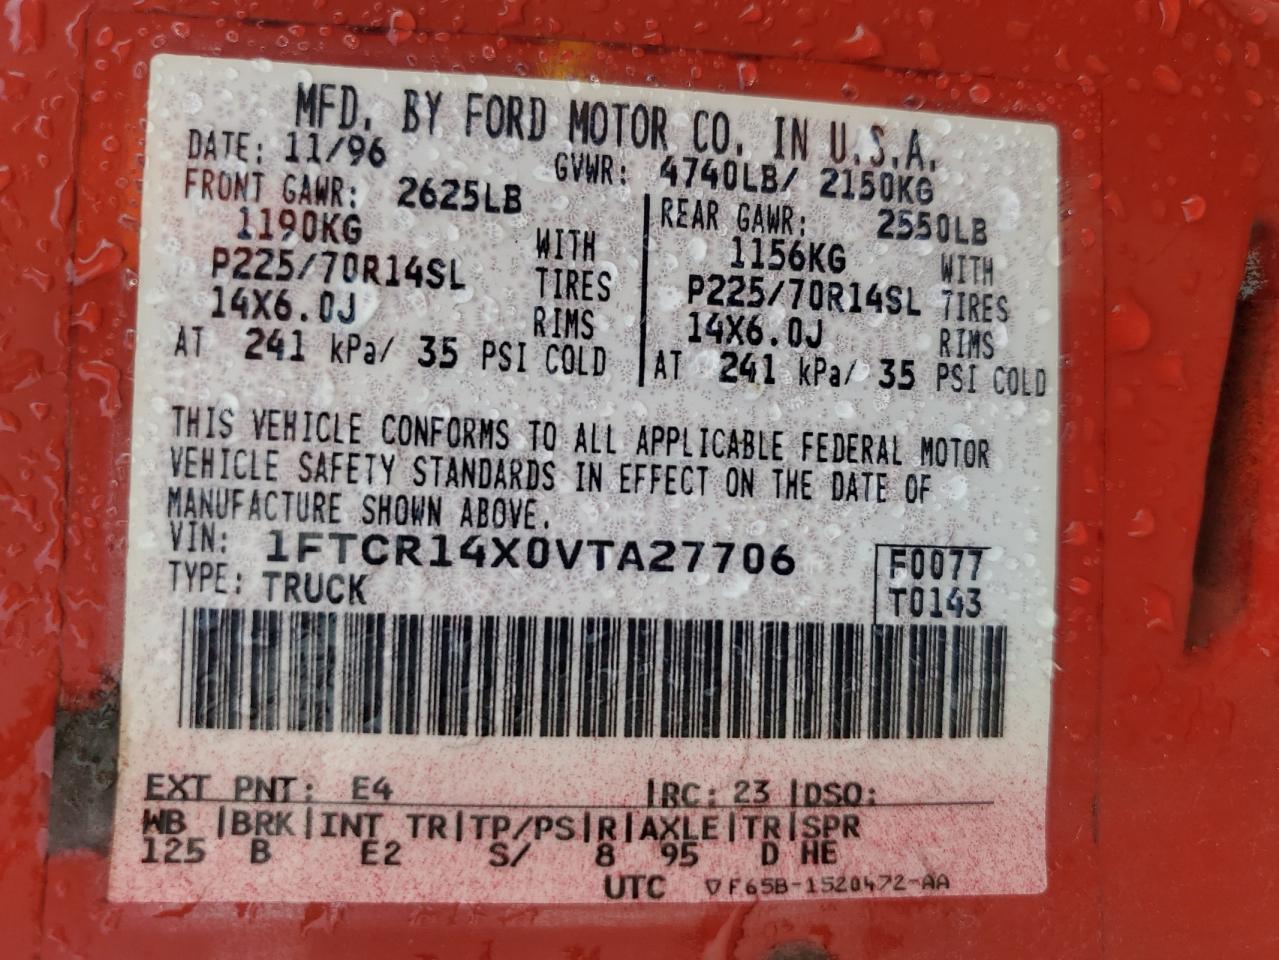 MFD. BY FORD MOTOR CO. IN U.S.A.
DATE: 11/96 GVWR: 4740LB/ 2150KG
FRONT GAWR: 2625LB
1190KG WITH
P225/70R14SL TIRES
14X6.0J RIMS
AT 241 kPa/ 35 PSI COLD
REAR GAWR: 2550LB
1156KG WITH
P225/70R14SL TIRES
14X6.0J RIMS
AT 241 kPa/ 35 PSI COLD
THIS VEHICLE CONFORMS TO ALL APPLICABLE FEDERAL MOTOR
VEHICLE SAFETY STANDARDS IN EFFECT ON THE DATE OF
MANUFACTURE SHOWN ABOVE.
VIN: 1FTCR14X0VTA27706
TYPE: TRUCK
F0077
T0143
EXT PNT: E4 |RC: 23 |DSO:
WB |BRK|INT TR|TP/PS|R|AXLE|TR|SPR
125 B E2 S/ 8 95 D HE
UTC ▽F65B-1520472-AA